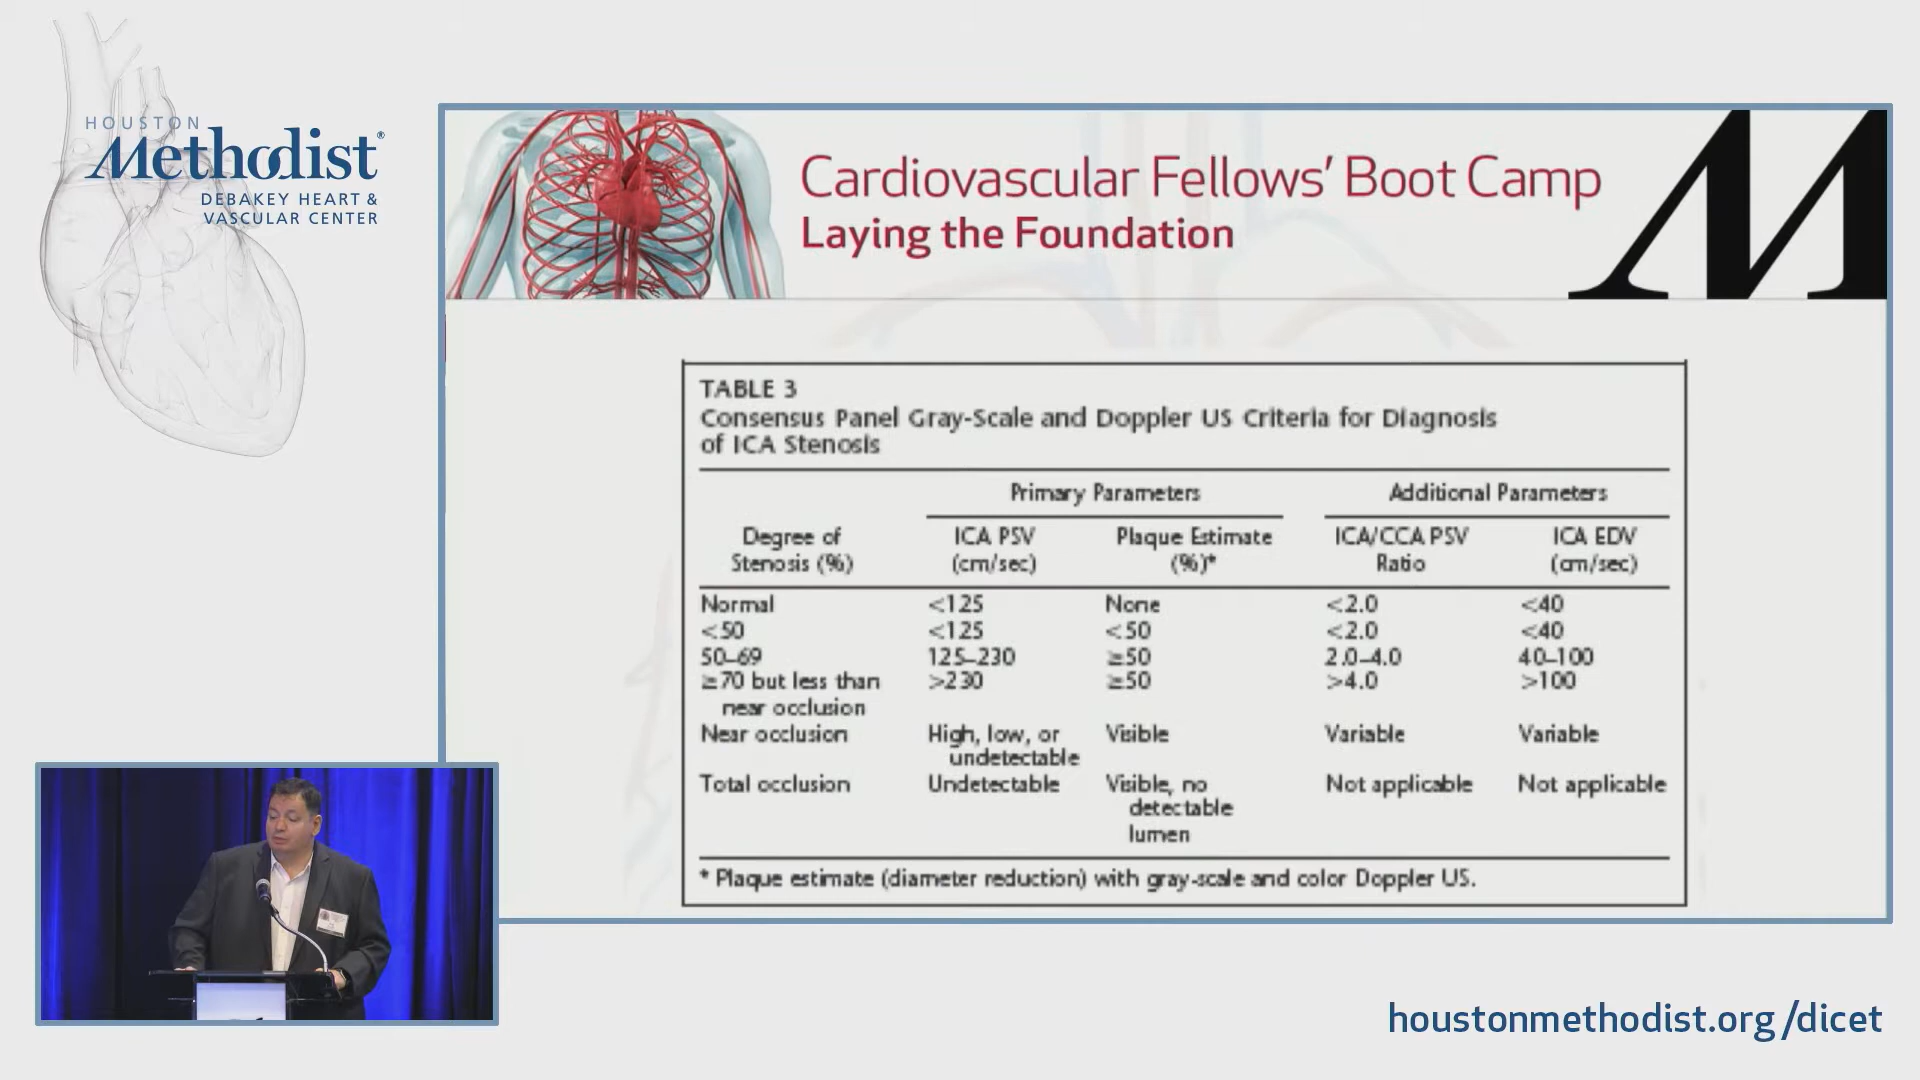 HOUSTON
Methodist®
DEBAKEY HEART &
VASCULAR CENTER
Cardiovascular Fellows' Boot Camp
Laying the Foundation
M
TABLE 3
Consensus Panel Gray-Scale and Doppler US Criteria for Diagnosis
of ICA Stenosis
Primary Parameters Additional Parameters
Degree of ICA PSV Plaque Estimate ICA/CCA PSV ICA EDV
Stenosis (%) (cm/sec) (%)* Ratio (cm/sec)
Normal <125 None <2.0 <40
<50 <125 <50 <2.0 <40
50–69 125–230 ≥50 2.0–4.0 40–100
≥70 but less than >230 ≥50 >4.0 >100
near occlusion
Near occlusion High, low, or Visible Variable Variable
undetectable
Total occlusion Undetectable Visible, no Not applicable Not applicable
detectable
lumen
* Plaque estimate (diameter reduction) with gray-scale and color Doppler US.
houstonmethodist.org/dicet